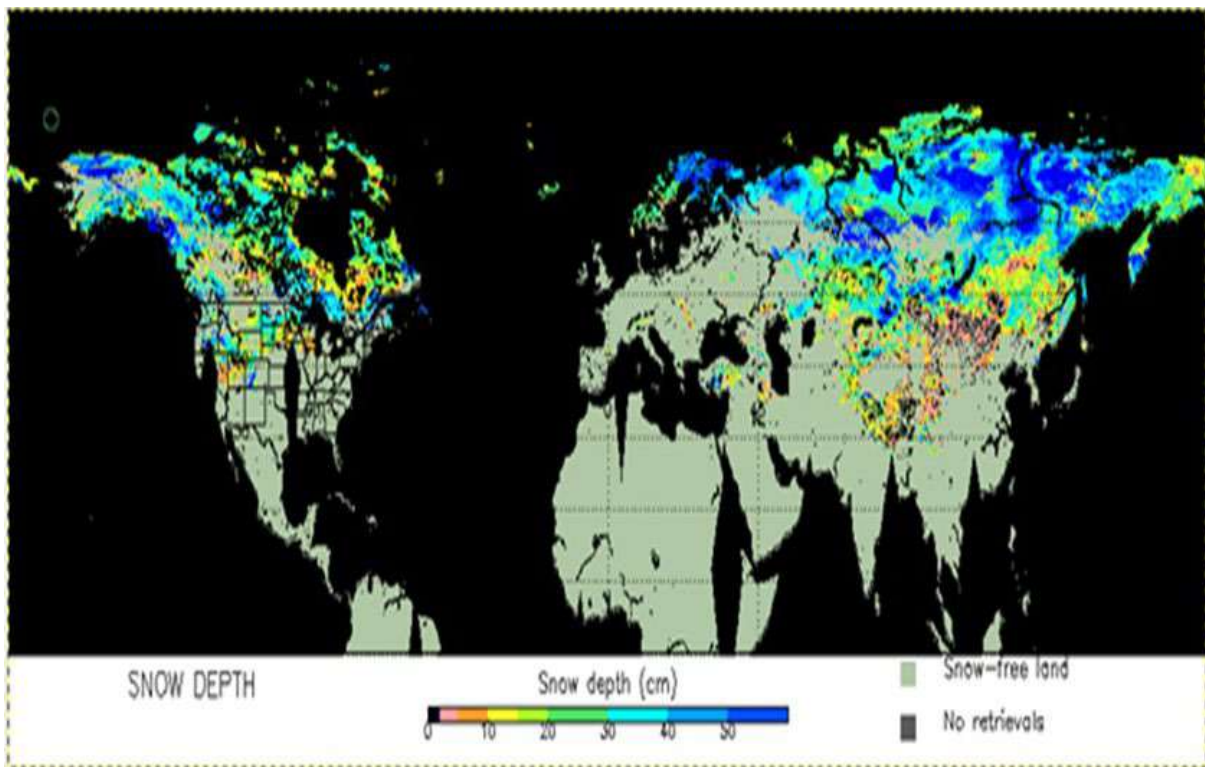 SNOW DEPTH
Snow depth (cm)
0 10 20 30 40 50
Snow-free land
No retrievals